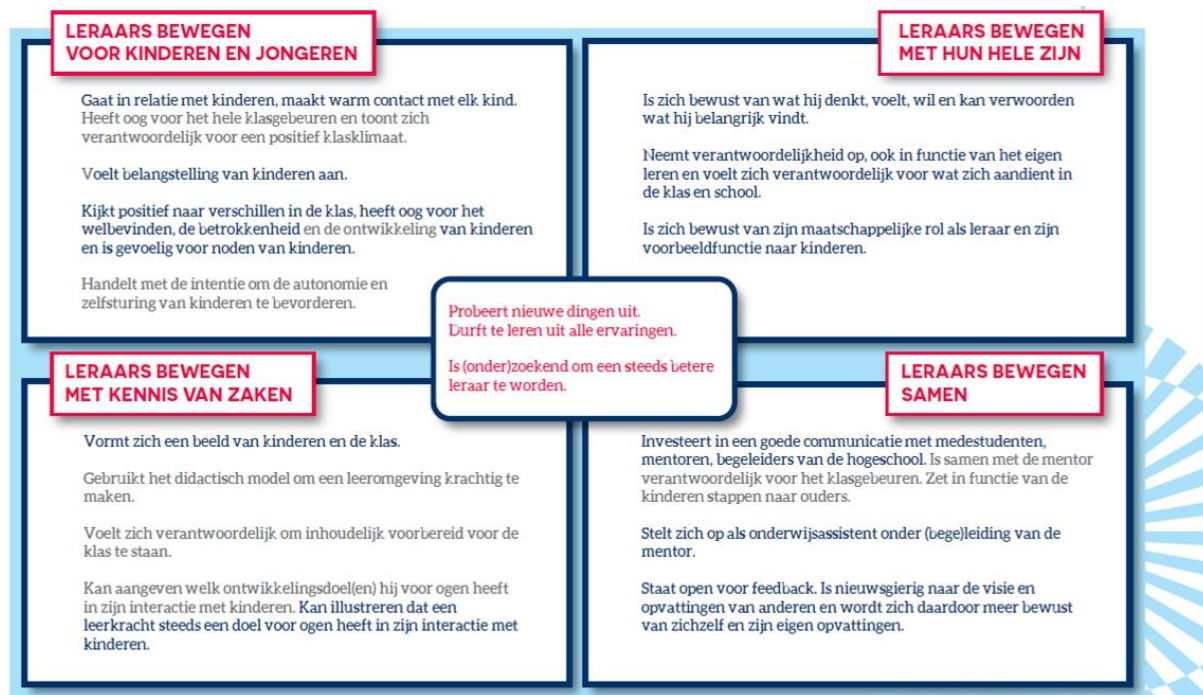 LERAARS BEWEGEN
VOOR KINDEREN EN JONGEREN
Gaat in relatie met kinderen, maakt warm contact met elk kind.
Heeft oog voor het hele klasgebeuren en toont zich
verantwoordelijk voor een positief klasklimaat.
Voelt belangstelling van kinderen aan.
Kijkt positief naar verschillen in de klas, heeft oog voor het
welbevinden, de betrokkenheid en de ontwikkeling van kinderen
en is gevoelig voor noden van kinderen.
Handelt met de intentie om de autonomie en
zelfsturing van kinderen te bevorderen.
LERAARS BEWEGEN
MET HUN HELE ZIJN
Is zich bewust van wat hij denkt, voelt, wil en kan verwoorden
wat hij belangrijk vindt.
Neemt verantwoordelijkheid op, ook in functie van het eigen
leren en voelt zich verantwoordelijk voor wat zich aandient in
de klas en school.
Is zich bewust van zijn maatschappelijke rol als leraar en zijn
voorbeeldfunctie naar kinderen.
Probeert nieuwe dingen uit.
Durft te leren uit alle ervaringen.
Is (onder)zoekend om een steeds betere
leraar te worden.
LERAARS BEWEGEN
MET KENNIS VAN ZAKEN
Vormt zich een beeld van kinderen en de klas.
Gebruikt het didactisch model om een leeromgeving krachtig te
maken.
Voelt zich verantwoordelijk om inhoudelijk voorbereid voor de
klas te staan.
Kan aangeven welk ontwikkelingsdoel(en) hij voor ogen heeft
in zijn interactie met kinderen. Kan illustreren dat een
leerkracht steeds een doel voor ogen heeft in zijn interactie met
kinderen.
LERAARS BEWEGEN
SAMEN
Investeert in een goede communicatie met medestudenten,
mentoren, begeleiders van de hogeschool. Is samen met de mentor
verantwoordelijk voor het klasgebeuren. Zet in functie van de
kinderen stappen naar ouders.
Stelt zich op als onderwijsassistent onder (bege)leiding van de
mentor.
Staat open voor feedback. Is nieuwsgierig naar de visie en
opvattingen van anderen en wordt zich daardoor meer bewust
van zichzelf en zijn eigen opvattingen.